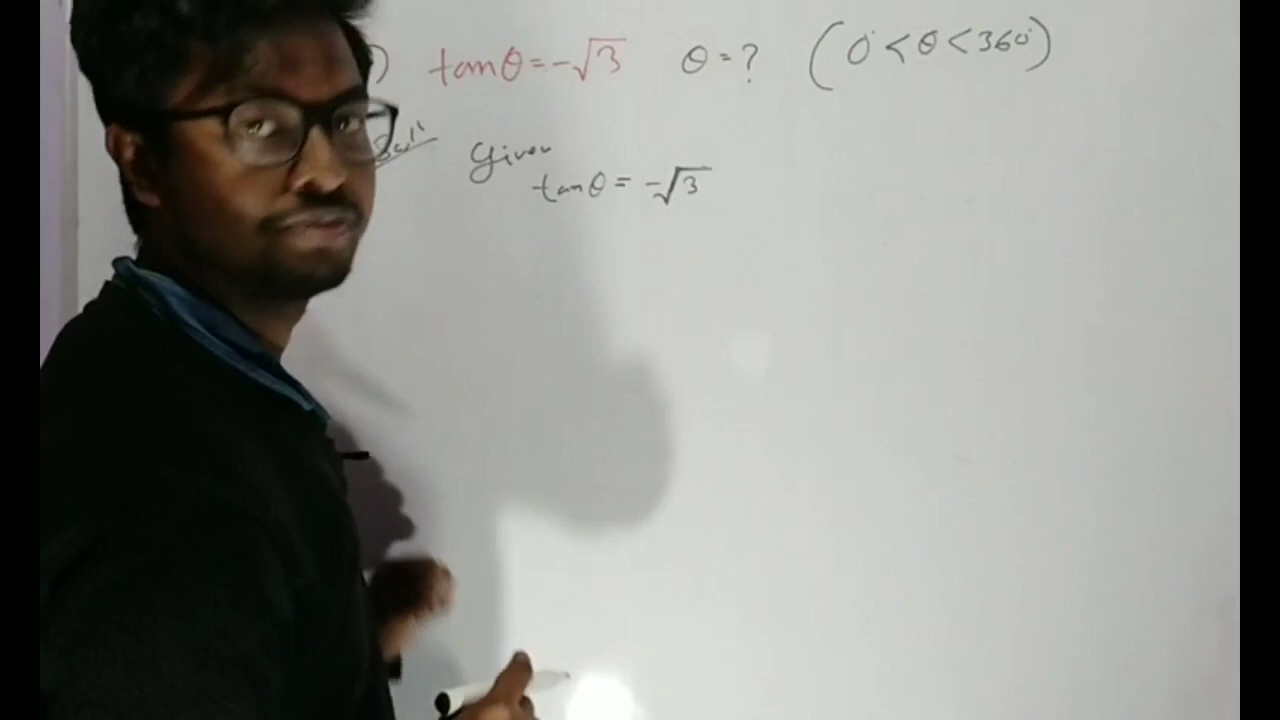 ) tanθ = -√3 θ = ? (0° < θ < 360°)
Given
tanθ = -√3